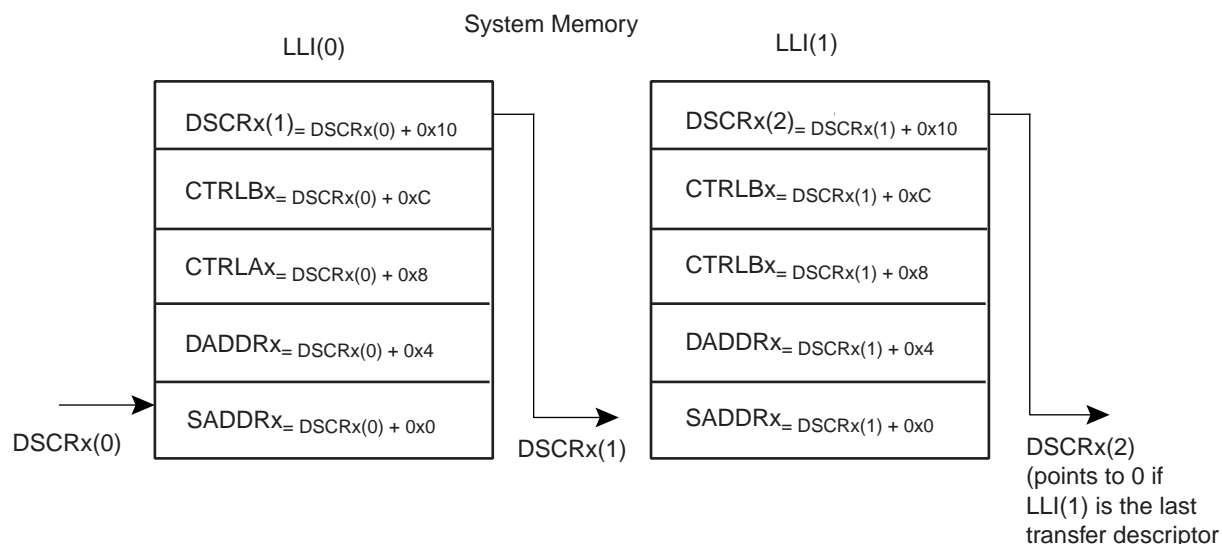 System Memory
LLI(0)
LLI(1)
DSCRx(1)= DSCRx(0) + 0x10
CTRLBx= DSCRx(0) + 0xC
CTRLAx= DSCRx(0) + 0x8
DADDRx= DSCRx(0) + 0x4
SADDRx= DSCRx(0) + 0x0
DSCRx(0)
DSCRx(1)
DSCRx(2)= DSCRx(1) + 0x10
CTRLBx= DSCRx(1) + 0xC
CTRLBx= DSCRx(1) + 0x8
DADDRx= DSCRx(1) + 0x4
SADDRx= DSCRx(1) + 0x0
DSCRx(2)
(points to 0 if
LLI(1) is the last
transfer descriptor